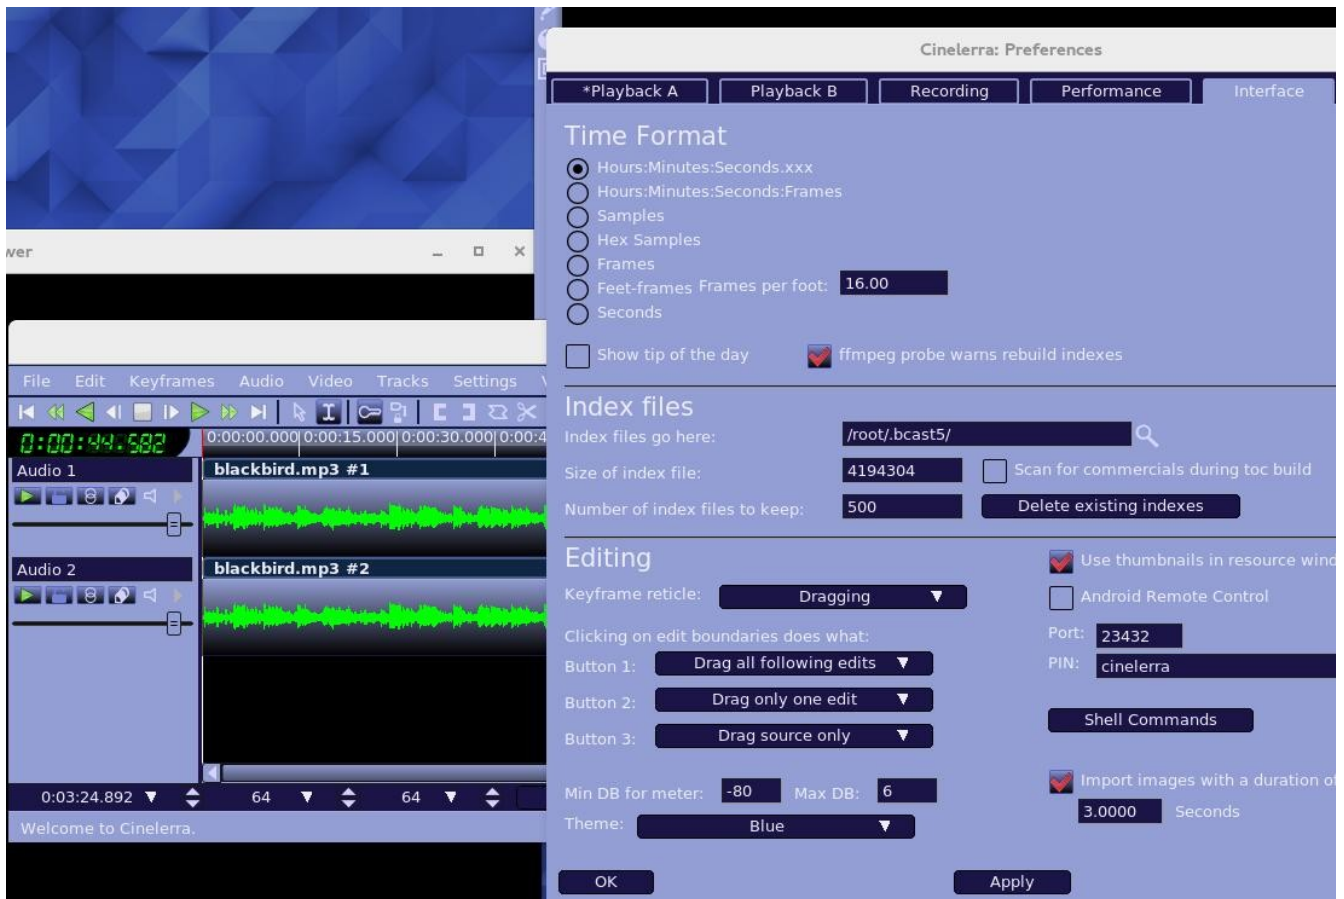 Cinelerra: Preferences
*Playback A Playback B Recording Performance Interface
Time Format
Hours:Minutes:Seconds.xxx
Hours:Minutes:Seconds:Frames
Samples
Hex Samples
Frames
Feet-frames Frames per foot: 16.00
Seconds
Show tip of the day ffmpeg probe warns rebuild indexes
Index files
Index files go here: /root/.bcast5/
Size of index file: 4194304 Scan for commercials during toc build
Number of index files to keep: 500 Delete existing indexes
Editing
Use thumbnails in resource wind
Keyframe reticle: Dragging
Android Remote Control
Clicking on edit boundaries does what:
Port: 23432
Button 1: Drag all following edits
PIN: cinelerra
Button 2: Drag only one edit
Shell Commands
Button 3: Drag source only
Import images with a duration of
Min DB for meter: -80 Max DB: 6
3.0000 Seconds
Theme: Blue
OK Apply
wer
File Edit Keyframes Audio Video Tracks Settings
0:00:44.582 0:00:00.000 0:00:15.000 0:00:30.000 0:00:4
Audio 1 blackbird.mp3 #1
Audio 2 blackbird.mp3 #2
0:03:24.892 64 64
Welcome to Cinelerra.